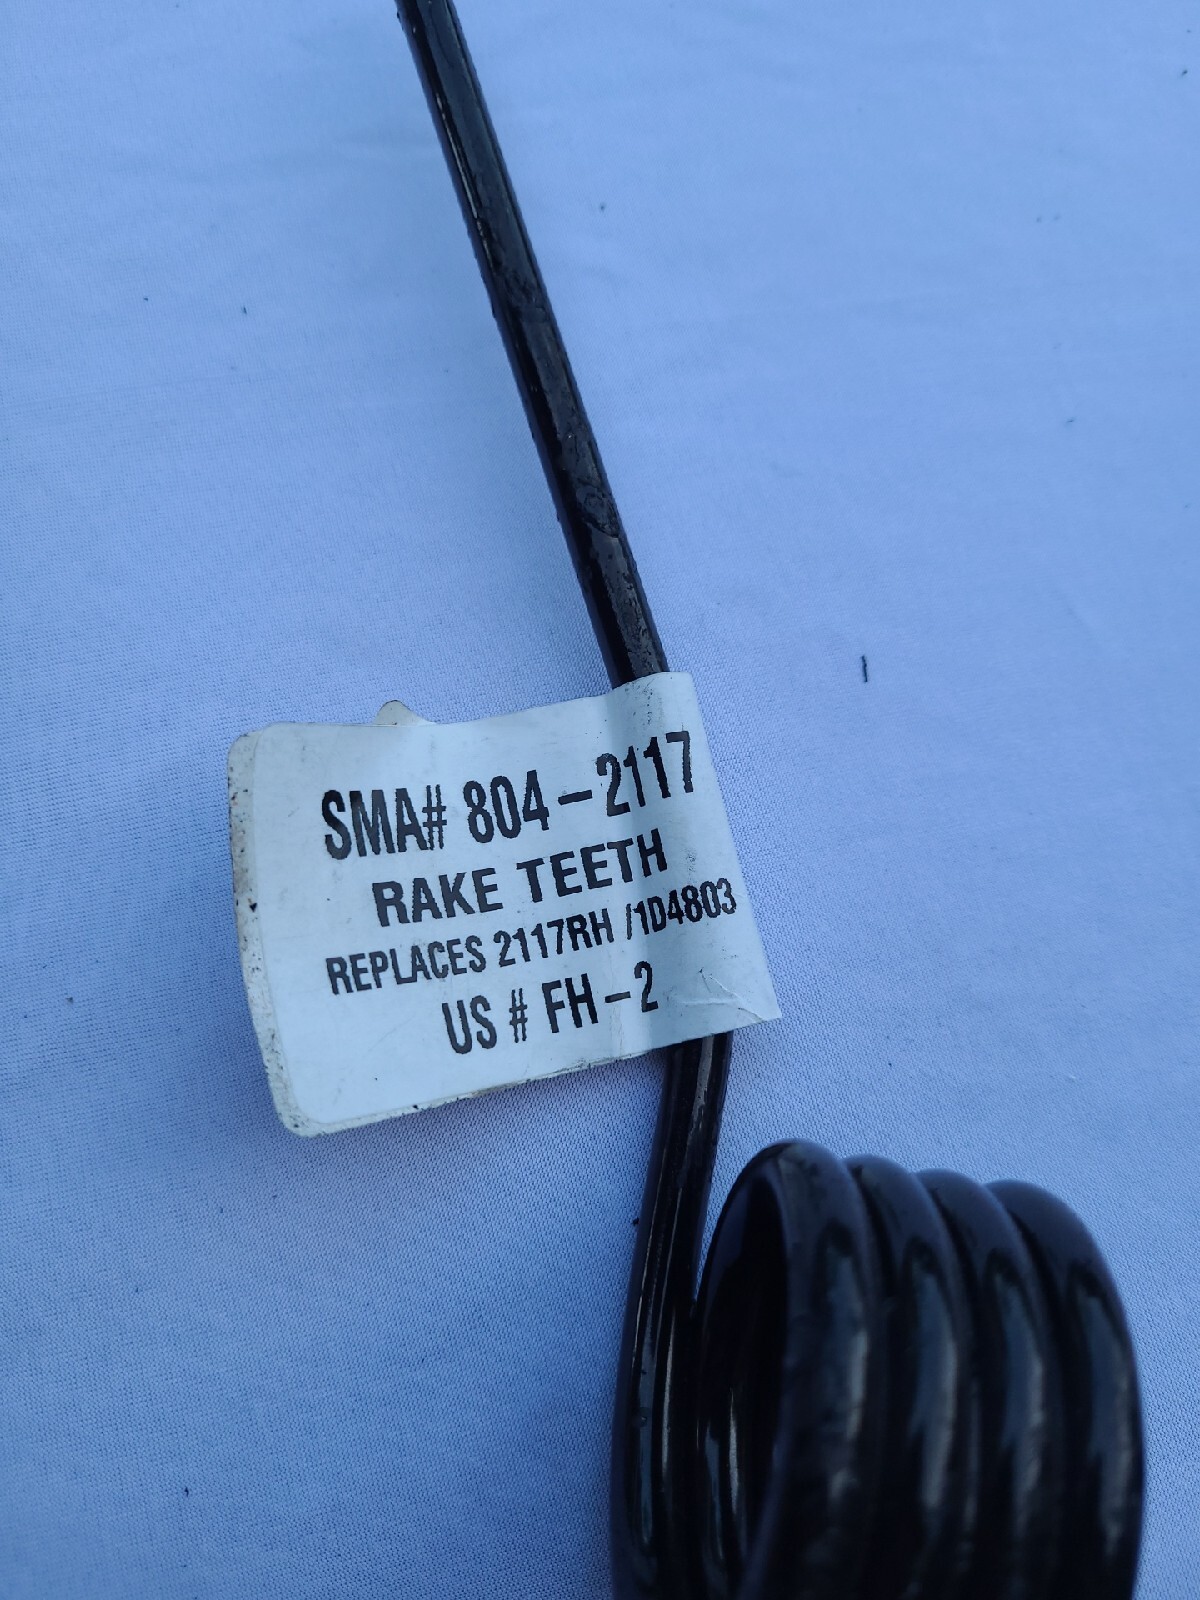 SMA# 804-2117
RAKE TEETH
REPLACES 2117RH /1D4803
US # FH-2